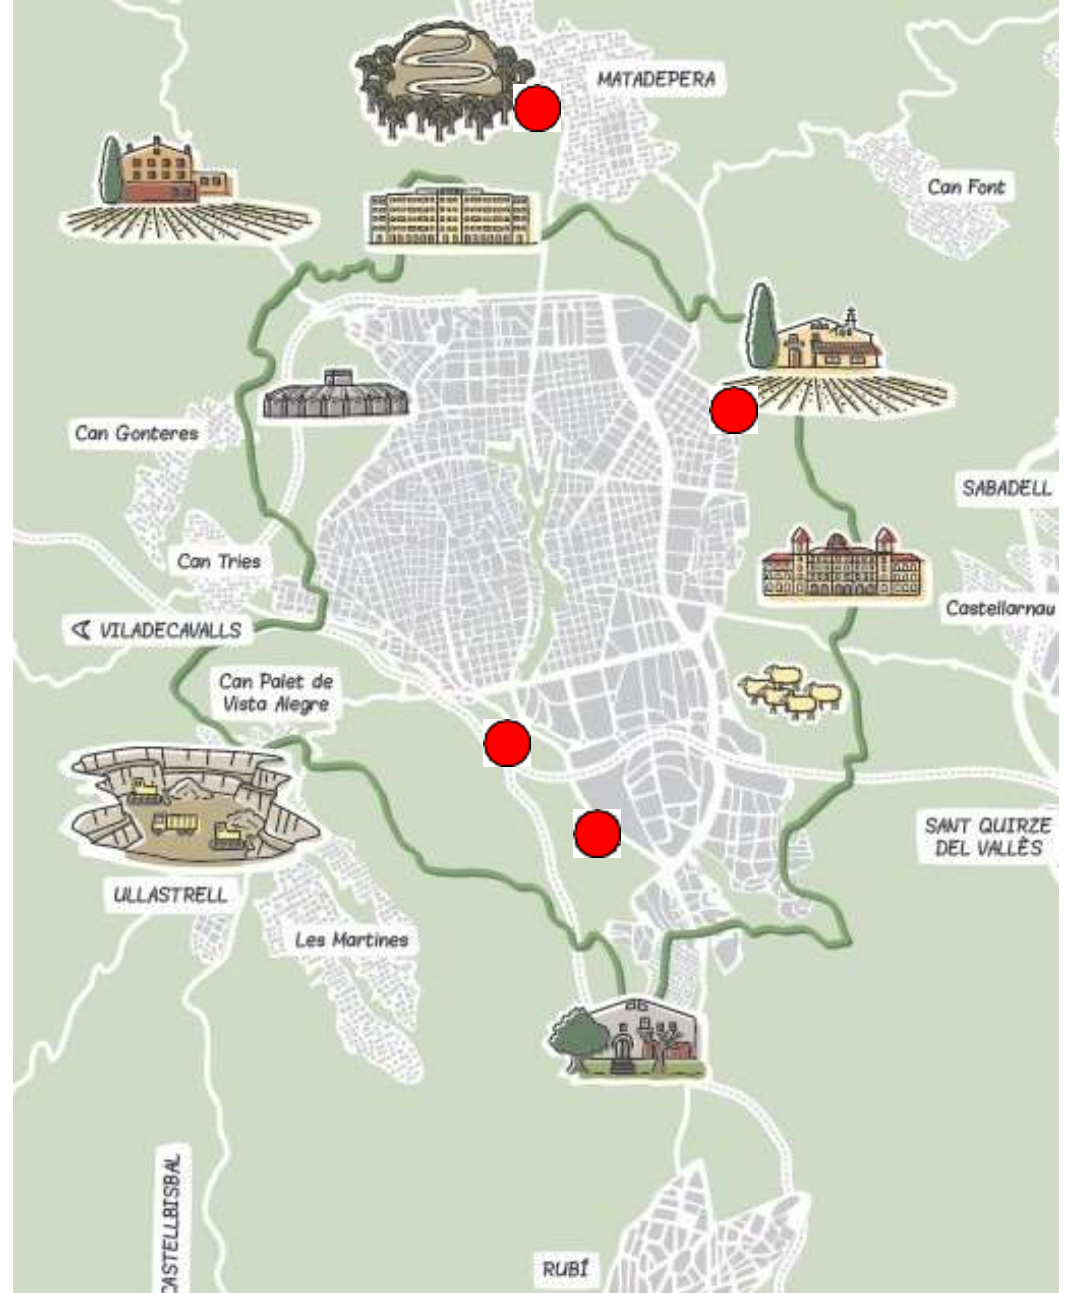 MATADEPERA
Can Font
Can Gonteres
SABADELL
Can Tries
Castellarnau
VILADECAVALLS
Can Palet de
Vista Alegre
SANT QUIRZE
DEL VALLÈS
ULLASTRELL
Les Martines
CASTELLBISBAL
RUBÍ